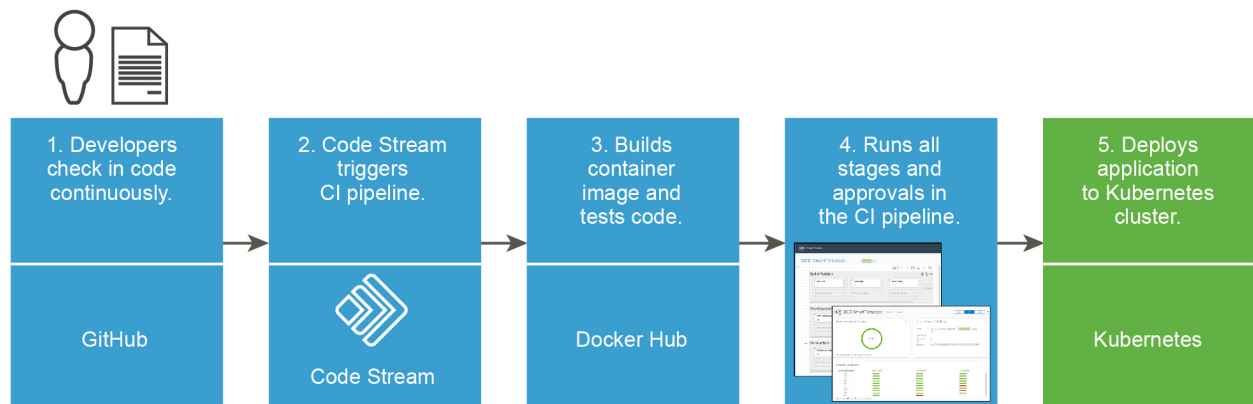 1. Developers
check in code
continuously.
2. Code Stream
triggers
CI pipeline.
3. Builds
container
image and
tests code.
4. Runs all
stages and
approvals in
the CI pipeline.
5. Deploys
application
to Kubernetes
cluster.
GitHub
Code Stream
Docker Hub
Kubernetes